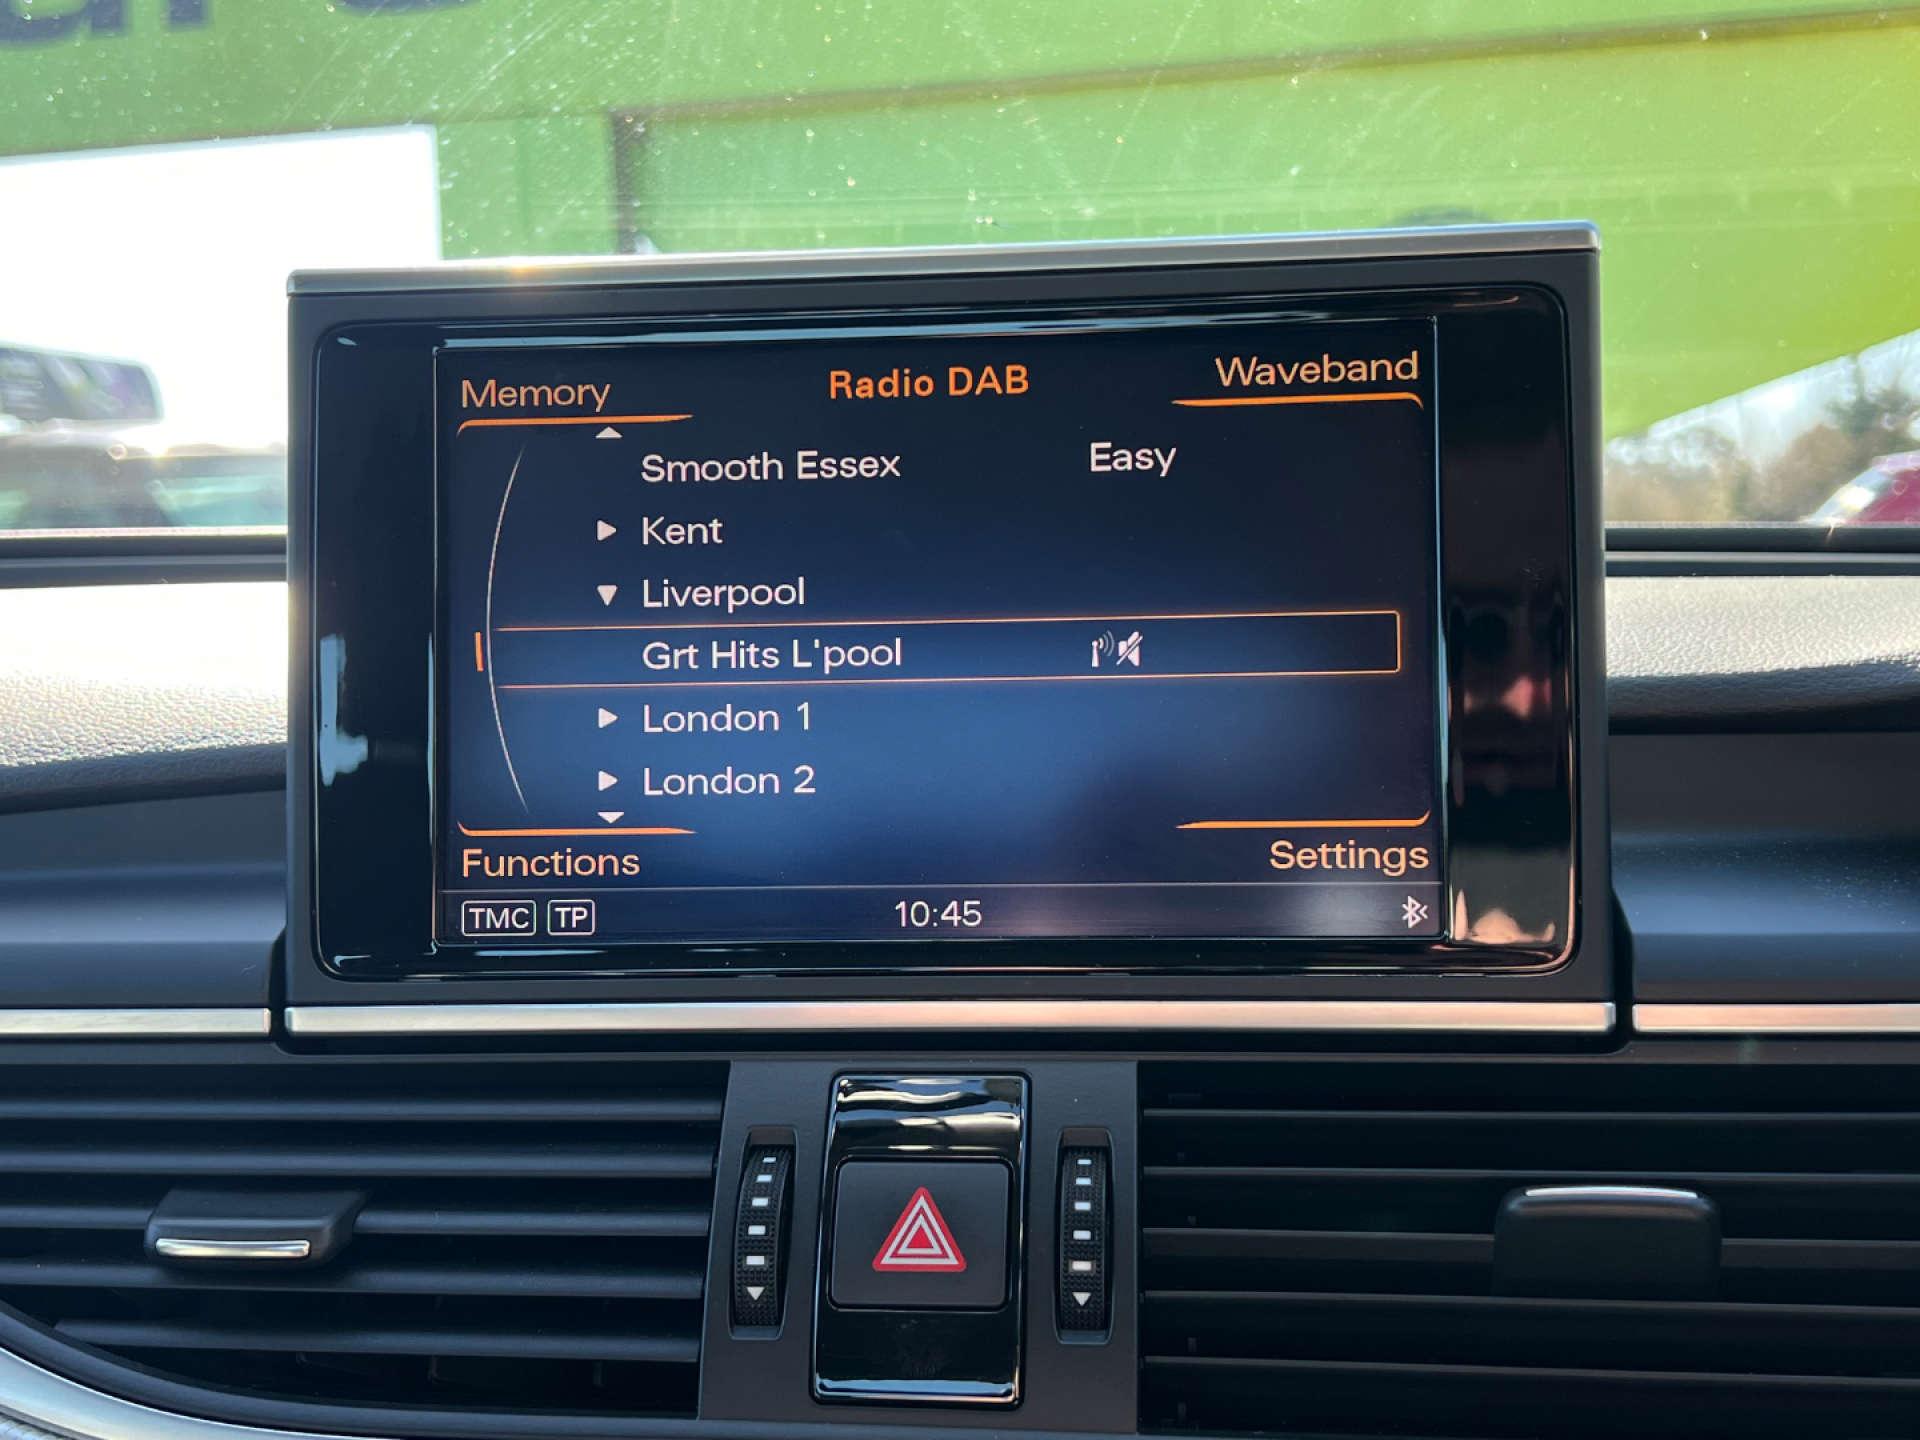 Memory
Radio DAB
Waveband
Smooth Essex Easy
Kent
Liverpool
Grt Hits L'pool
London 1
London 2
Functions
Settings
TMC TP 10:45